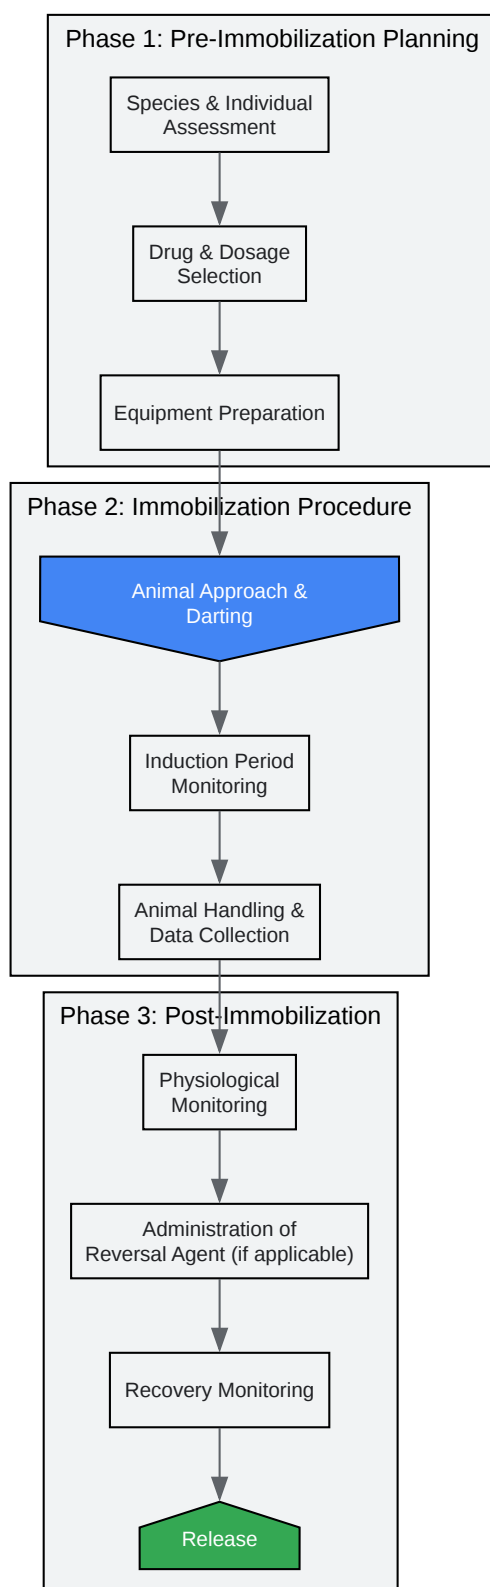 Phase 1: Pre-Immobilization Planning
Species & Individual
Assessment
Drug & Dosage
Selection
Equipment Preparation
Phase 2: Immobilization Procedure
Animal Approach &
Darting
Induction Period
Monitoring
Animal Handling &
Data Collection
Phase 3: Post-Immobilization
Physiological
Monitoring
Administration of
Reversal Agent (if applicable)
Recovery Monitoring
Release